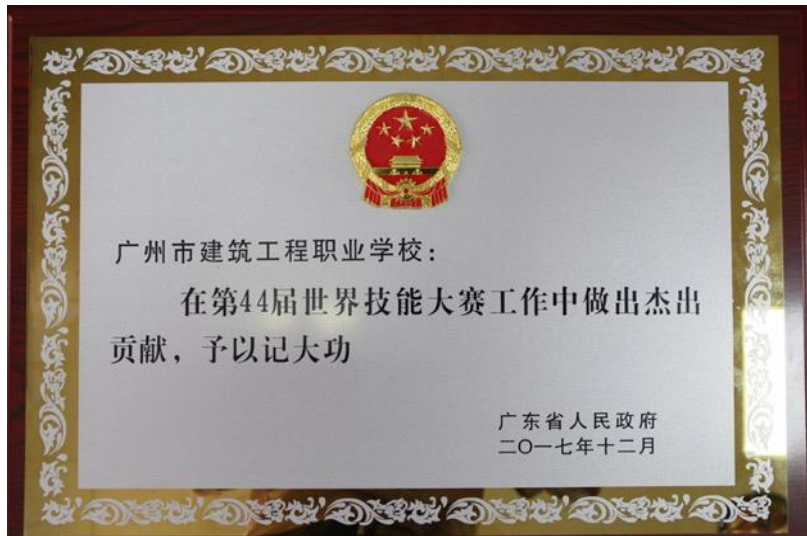 广州市建筑工程职业学校：
在第44届世界技能大赛工作中做出杰出
贡献，予以记大功
广东省人民政府
二〇一七年十二月